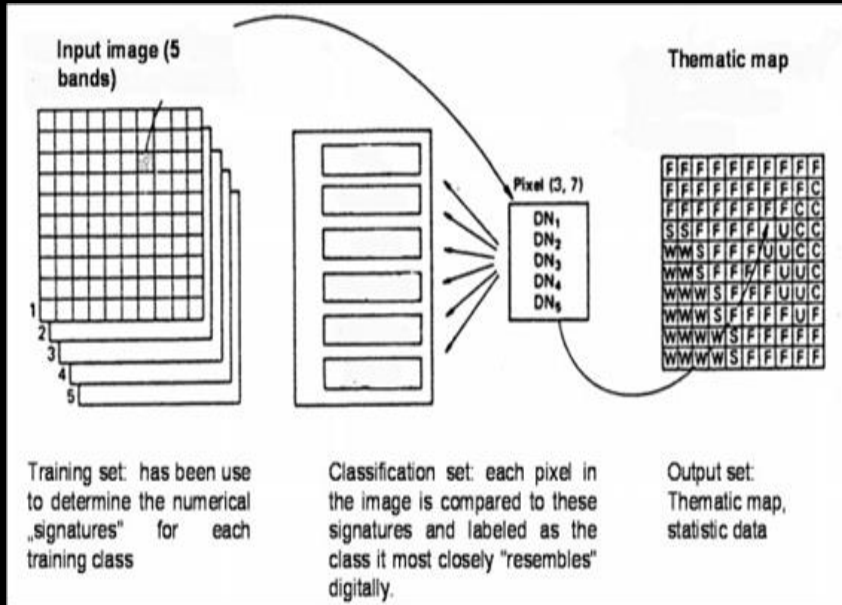 Input image (5
bands)
1
2
3
4
5
Pixel (3, 7)
DN1
DN2
DN3
DN4
DN5
Thematic map
F F F F F F F F F F
F F F F F F F F F C
F F F F F F F F C C
S S F F F F U C C
W W S F F F U U C C
W W S F F F F U U C
W W W S F F F U U C
W W W S F F F F U F
W W W W S F F F F F
W W W W S F F F F F
Training set: has been use
to determine the numerical
„signatures" for each
training class
Classification set: each pixel in
the image is compared to these
signatures and labeled as the
class it most closely "resembles"
digitally.
Output set:
Thematic map,
statistic data